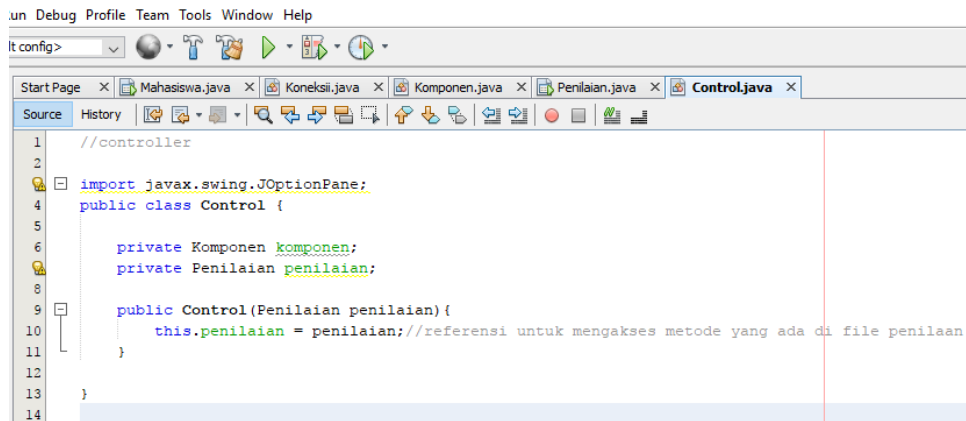 un Debug Profile Team Tools Window Help
lt config>
Start Page Mahasiswa.java Koneksii.java Komponen.java Penilaian.java Control.java
Source History
1 //controller
2
import javax.swing.JOptionPane;
4 public class Control {
5
6 private Komponen komponen;
private Penilaian penilaian;
8
9 public Control(Penilaian penilaian){
10 this.penilaian = penilaian;//referensi untuk mengakses metode yang ada di file penilaan
11 }
12
13 }
14